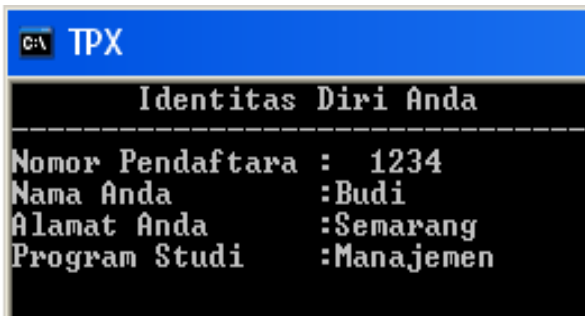 TPX
Identitas Diri Anda
--------------------------------
Nomor Pendaftara :  1234
Nama Anda        :Budi
Alamat Anda      :Semarang
Program Studi    :Manajemen